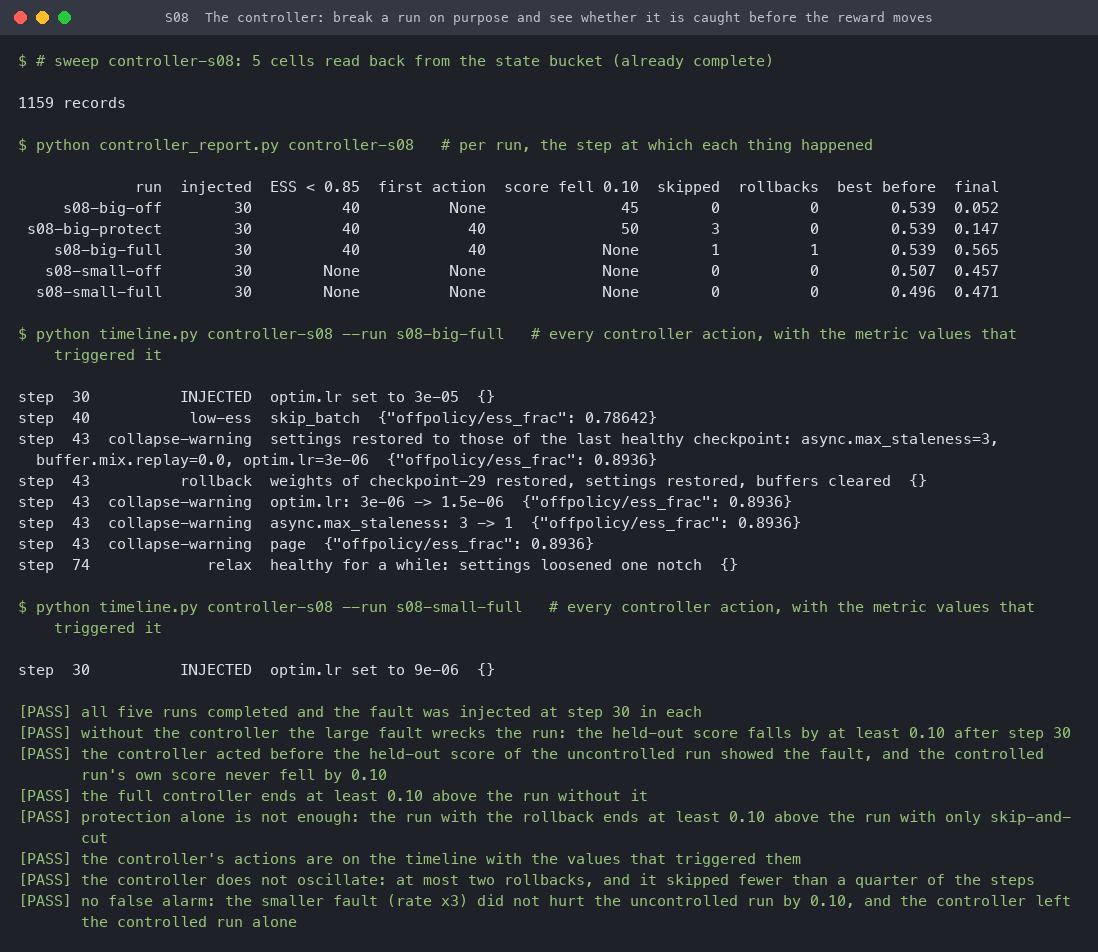 S08  The controller: break a run on purpose and see whether it is caught before the reward moves
$ # sweep controller-s08: 5 cells read back from the state bucket (already complete)
1159 records
$ python controller_report.py controller-s08   # per run, the step at which each thing happened
             run  injected  ESS < 0.85  first action  score fell 0.10  skipped  rollbacks  best before  final
     s08-big-off        30          40          None               45        0          0        0.539  0.052
 s08-big-protect        30          40            40               50        3          0        0.539  0.147
    s08-big-full        30          40            40             None        1          1        0.539  0.565
   s08-small-off        30        None          None             None        0          0        0.507  0.457
  s08-small-full        30        None          None             None        0          0        0.496  0.471
$ python timeline.py controller-s08 --run s08-big-full   # every controller action, with the metric values that
    triggered it
step  30          INJECTED  optim.lr set to 3e-05  {}
step  40           low-ess  skip_batch  {"offpolicy/ess_frac": 0.78642}
step  43  collapse-warning  settings restored to those of the last healthy checkpoint: async.max_staleness=3,
  buffer.mix.replay=0.0, optim.lr=3e-06  {"offpolicy/ess_frac": 0.8936}
step  43          rollback  weights of checkpoint-29 restored, settings restored, buffers cleared  {}
step  43  collapse-warning  optim.lr: 3e-06 -> 1.5e-06  {"offpolicy/ess_frac": 0.8936}
step  43  collapse-warning  async.max_staleness: 3 -> 1  {"offpolicy/ess_frac": 0.8936}
step  43  collapse-warning  page  {"offpolicy/ess_frac": 0.8936}
step  74             relax  healthy for a while: settings loosened one notch  {}
$ python timeline.py controller-s08 --run s08-small-full   # every controller action, with the metric values that
    triggered it
step  30          INJECTED  optim.lr set to 9e-06  {}
[PASS] all five runs completed and the fault was injected at step 30 in each
[PASS] without the controller the large fault wrecks the run: the held-out score falls by at least 0.10 after step 30
[PASS] the controller acted before the held-out score of the uncontrolled run showed the fault, and the controlled
       run's own score never fell by 0.10
[PASS] the full controller ends at least 0.10 above the run without it
[PASS] protection alone is not enough: the run with the rollback ends at least 0.10 above the run with only skip-and-
       cut
[PASS] the controller's actions are on the timeline with the values that triggered them
[PASS] the controller does not oscillate: at most two rollbacks, and it skipped fewer than a quarter of the steps
[PASS] no false alarm: the smaller fault (rate x3) did not hurt the uncontrolled run by 0.10, and the controller left
       the controlled run alone